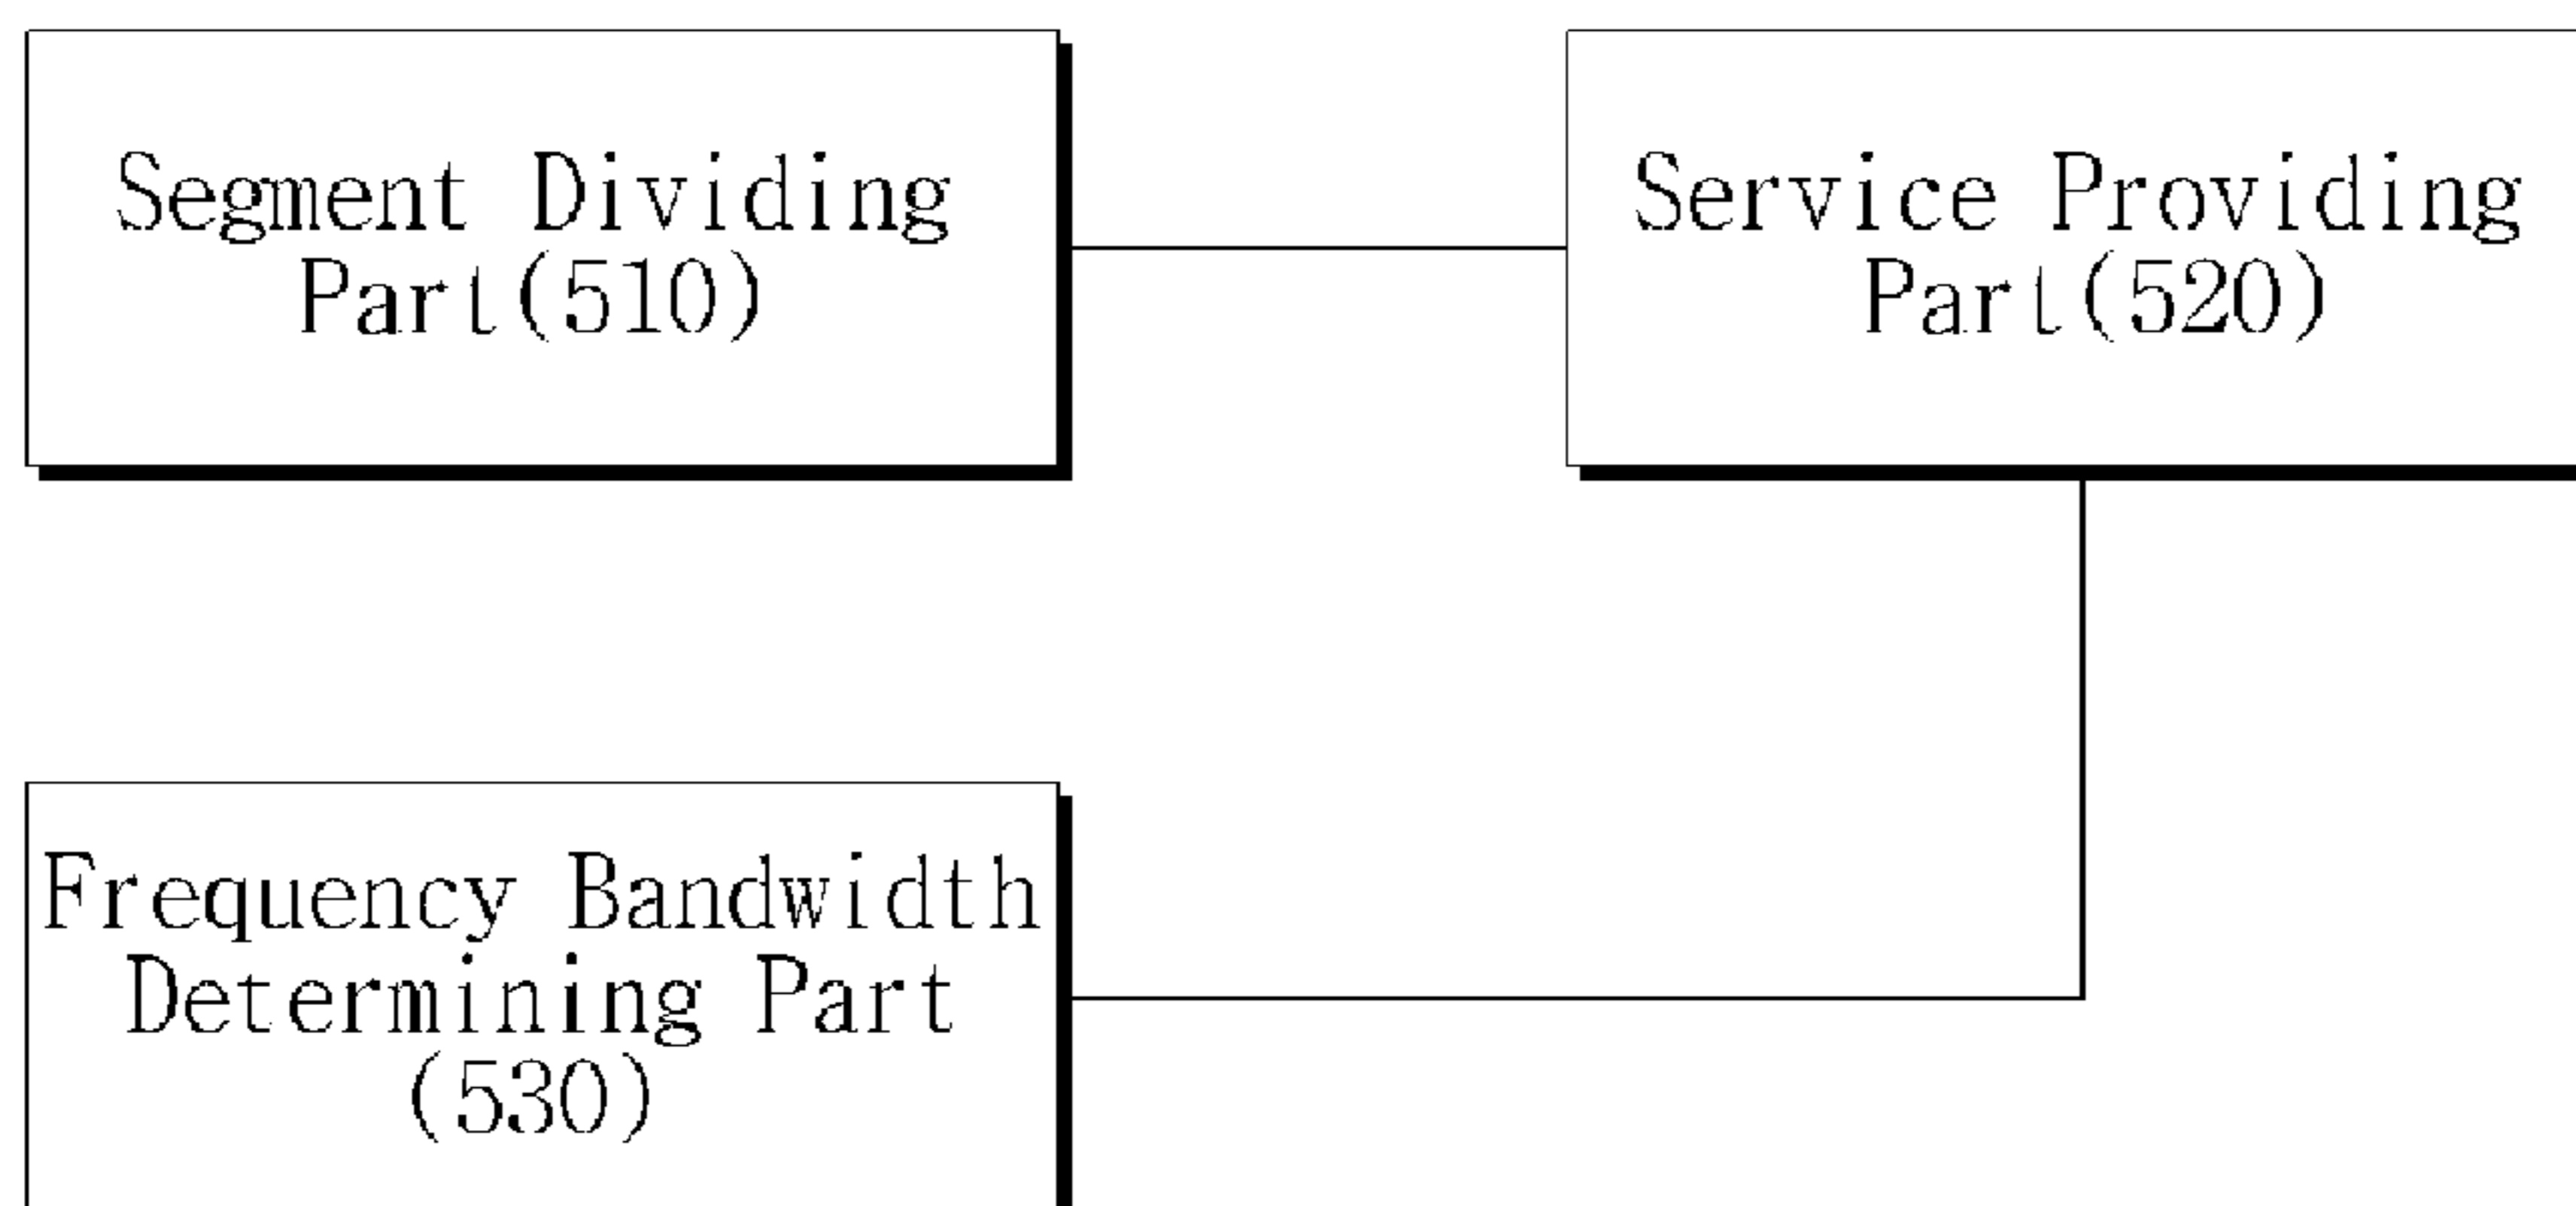 Segment Dividing
Part(510)
Service Providing
Part(520)
Frequency Bandwidth
Determining Part
(530)